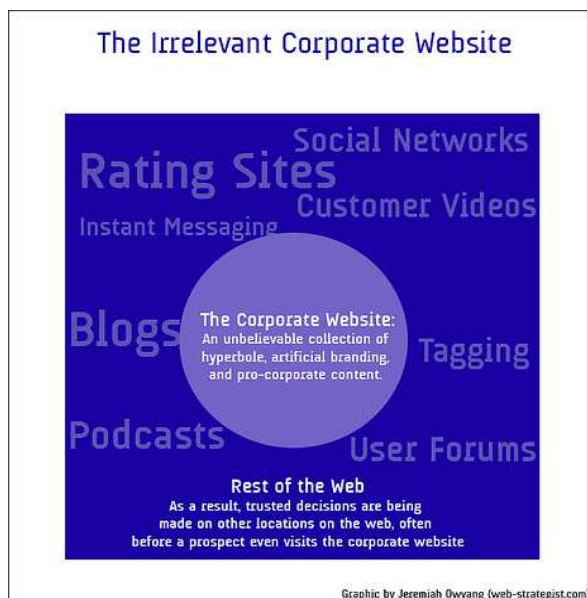 The Irrelevant Corporate Website
Social Networks
Rating Sites
Customer Videos
Instant Messaging
Blogs
The Corporate Website:
An unbelievable collection of
hyperbole, artificial branding,
and pro-corporate content.
Tagging
Podcasts
User Forums
Rest of the Web
As a result, trusted decisions are being
made on other locations on the web, often
before a prospect even visits the corporate website
Graphic by Jeremiah Owyang (web-strategist.com)